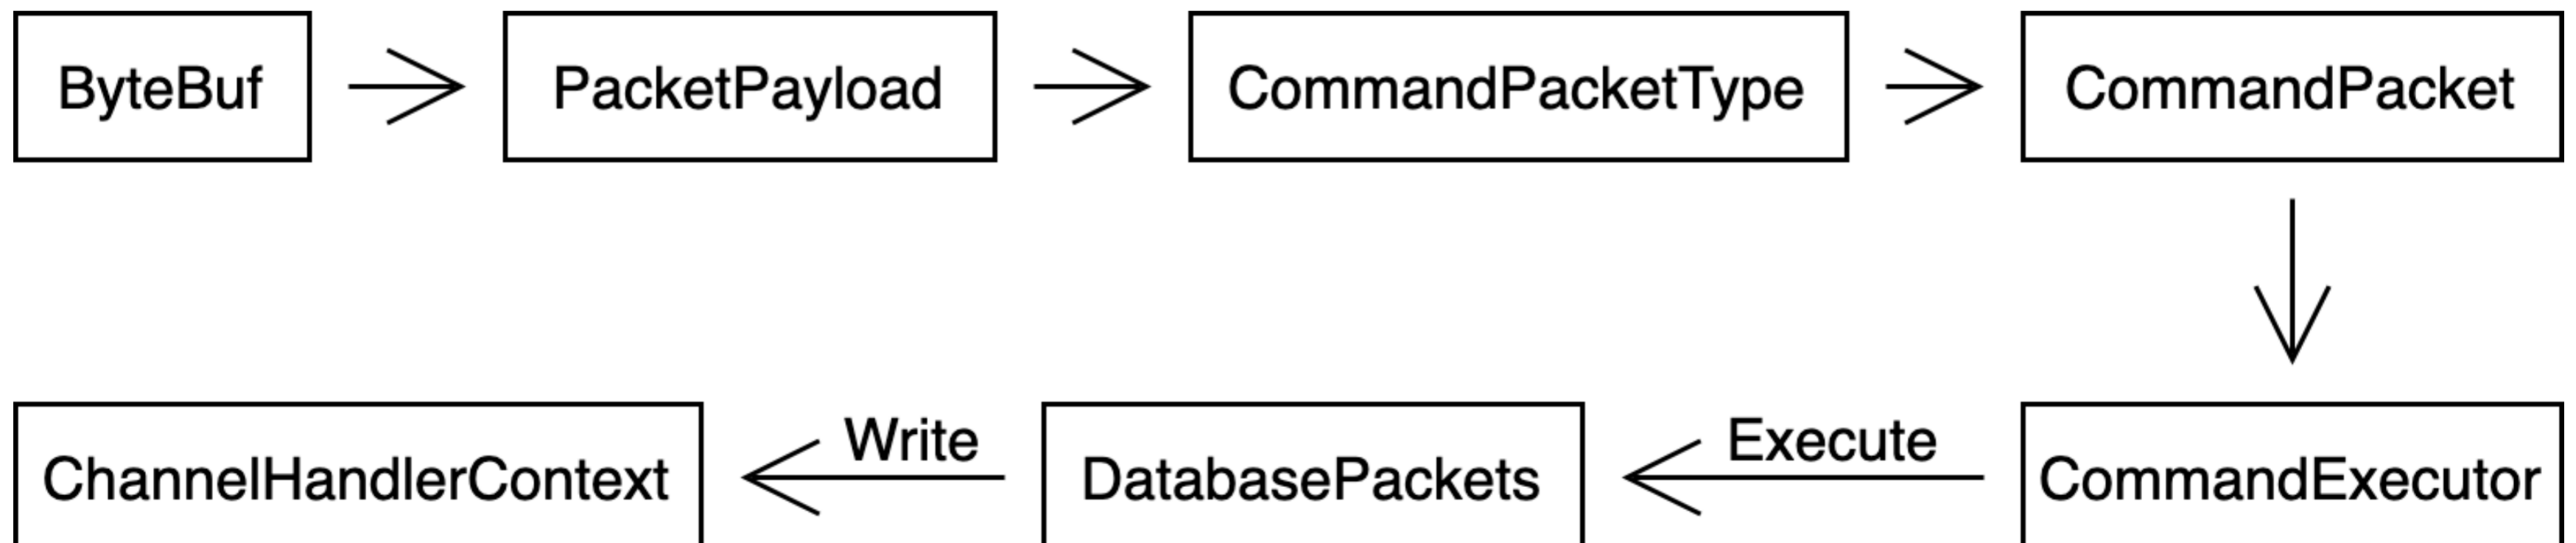 ByteBuf
PacketPayload
CommandPacketType
CommandPacket
ChannelHandlerContext
Write
DatabasePackets
Execute
CommandExecutor